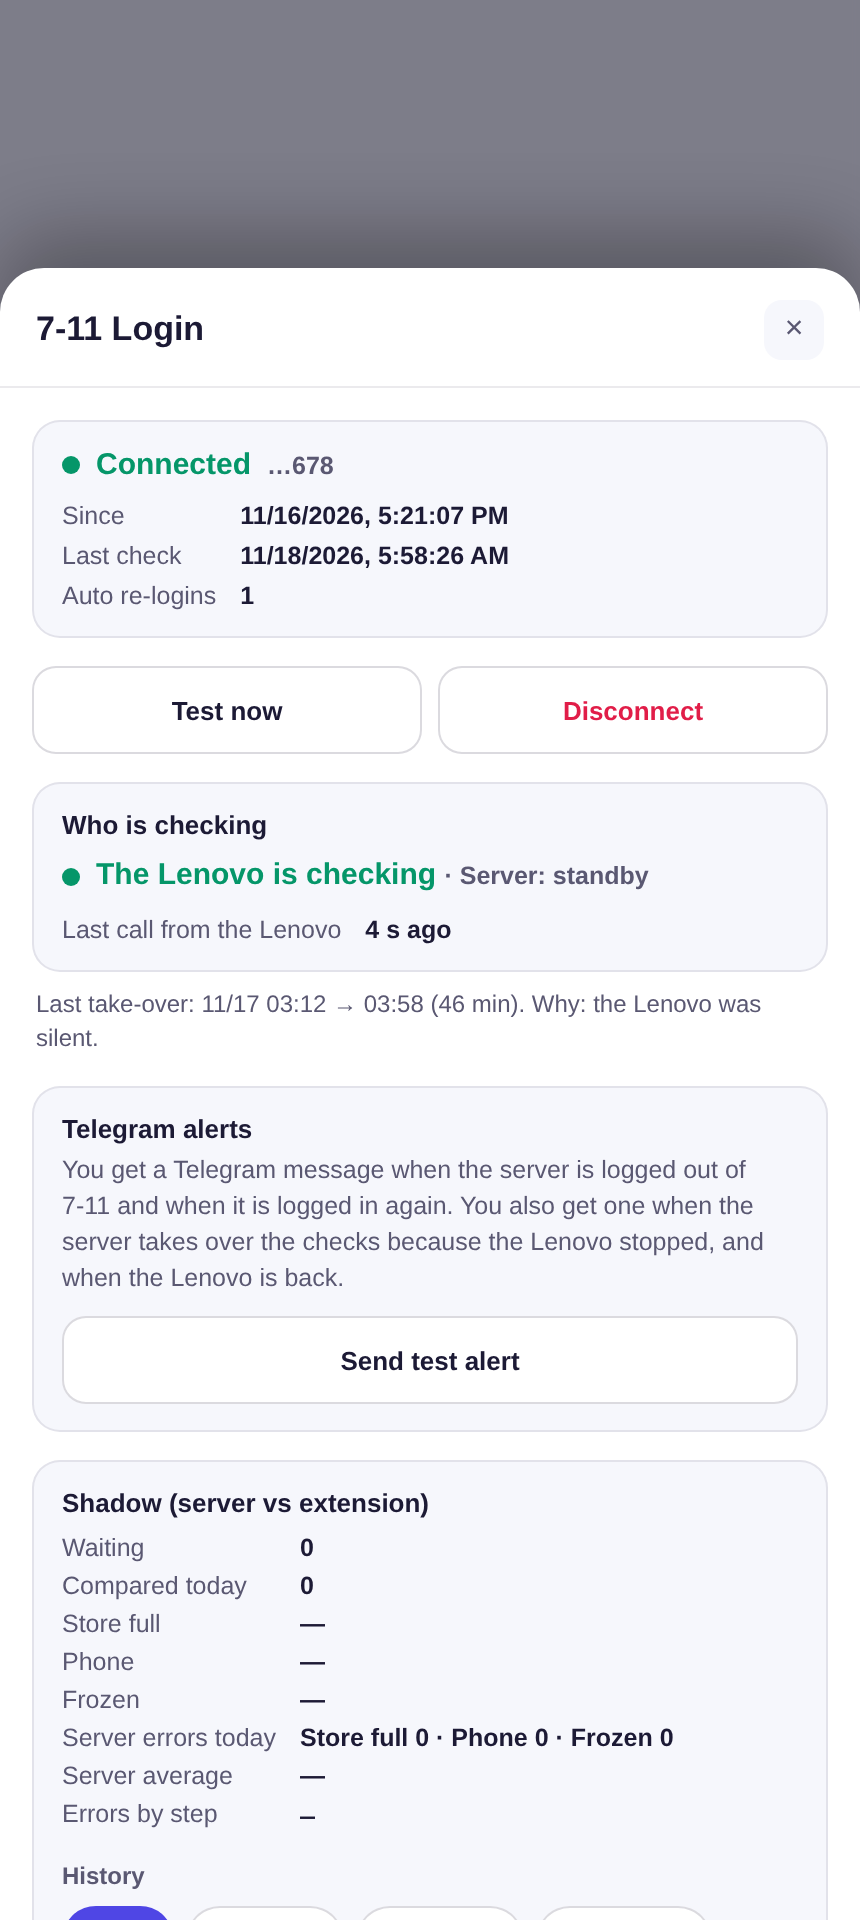 7-11 Login
×
Connected …678
Since 11/16/2026, 5:21:07 PM
Last check 11/18/2026, 5:58:26 AM
Auto re-logins 1
Test now
Disconnect
Who is checking
The Lenovo is checking · Server: standby
Last call from the Lenovo 4 s ago
Last take-over: 11/17 03:12 → 03:58 (46 min). Why: the Lenovo was
silent.
Telegram alerts
You get a Telegram message when the server is logged out of
7-11 and when it is logged in again. You also get one when the
server takes over the checks because the Lenovo stopped, and
when the Lenovo is back.
Send test alert
Shadow (server vs extension)
Waiting 0
Compared today 0
Store full —
Phone —
Frozen —
Server errors today Store full 0 · Phone 0 · Frozen 0
Server average —
Errors by step –
History